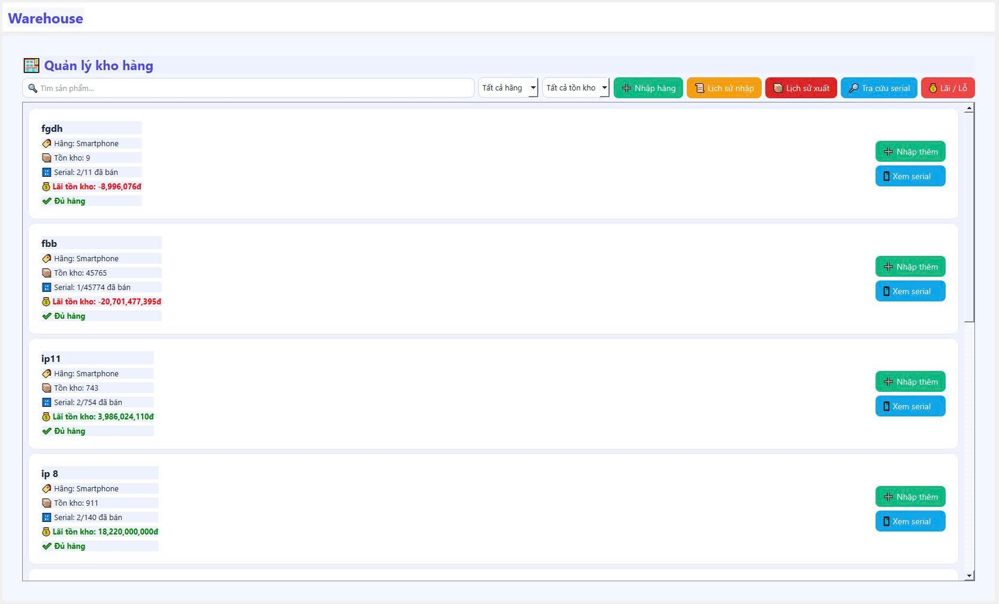 Warehouse
Quản lý kho hàng
Tìm sản phẩm...
Tất cả hãng
Tất cả tồn kho
Nhập hàng
Lịch sử nhập
Lịch sử xuất
Tra cứu serial
Lãi / Lỗ
fgdh
Hãng: Smartphone
Tồn kho: 9
Serial: 2/11 đã bán
Lãi tồn kho: -8,996,076đ
Đủ hàng
Nhập thêm
Xem serial
fbb
Hãng: Smartphone
Tồn kho: 45765
Serial: 1/45774 đã bán
Lãi tồn kho: -20,701,477,395đ
Đủ hàng
Nhập thêm
Xem serial
ip11
Hãng: Smartphone
Tồn kho: 743
Serial: 2/754 đã bán
Lãi tồn kho: 3,986,024,110đ
Đủ hàng
Nhập thêm
Xem serial
ip 8
Hãng: Smartphone
Tồn kho: 911
Serial: 2/140 đã bán
Lãi tồn kho: 18,220,000,000đ
Đủ hàng
Nhập thêm
Xem serial